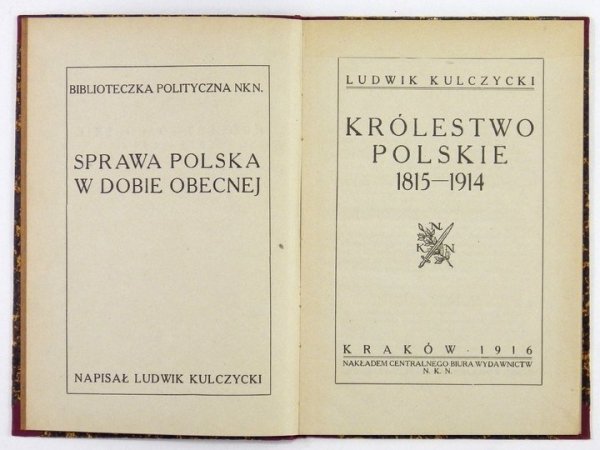 BIBLIOTECZKA POLITYCZNA NKN.
SPRAWA POLSKA
W DOBIE OBECNEJ
NAPISAŁ LUDWIK KULCZYCKI
LUDWIK KULCZYCKI
KRÓLESTWO
POLSKIE
1815—1914
N
K N
KRAKÓW · 1916
NAKŁADEM CENTRALNEGO BIURA WYDAWNICTW
N. K. N.